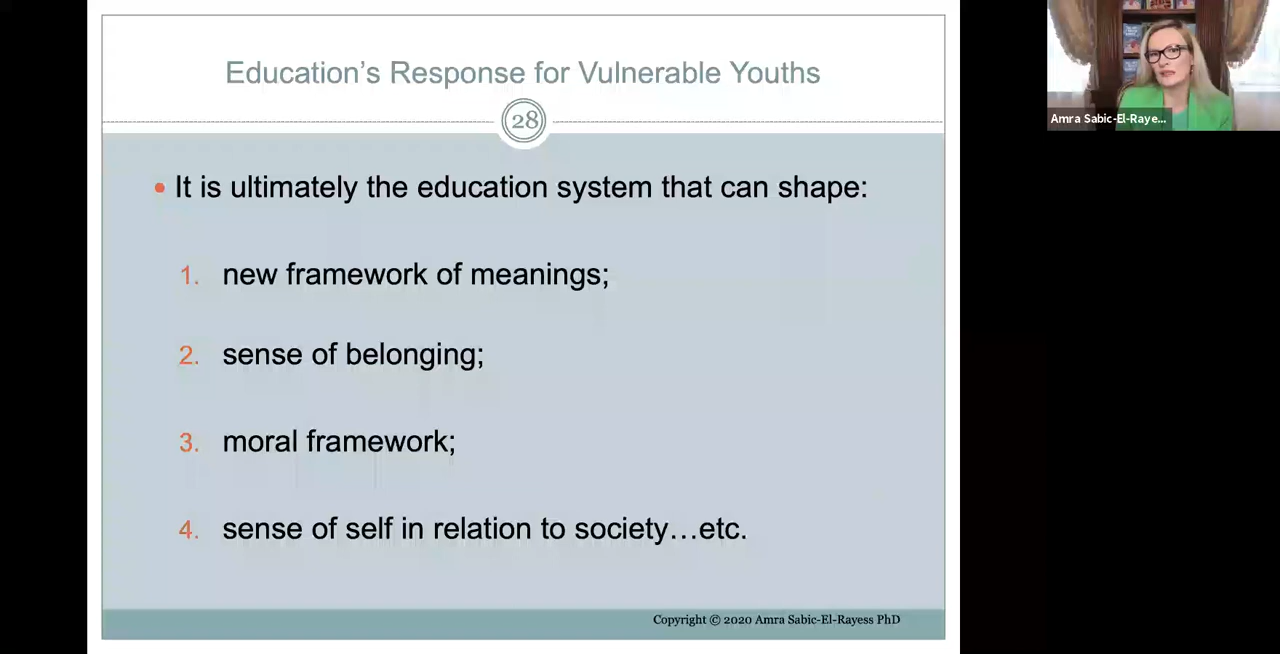 Education’s Response for Vulnerable Youths
28
• It is ultimately the education system that can shape:
1. new framework of meanings;
2. sense of belonging;
3. moral framework;
4. sense of self in relation to society…etc.
Copyright © 2020 Amra Sabic-El-Rayess PhD
Amra Sabic-El-Raye...